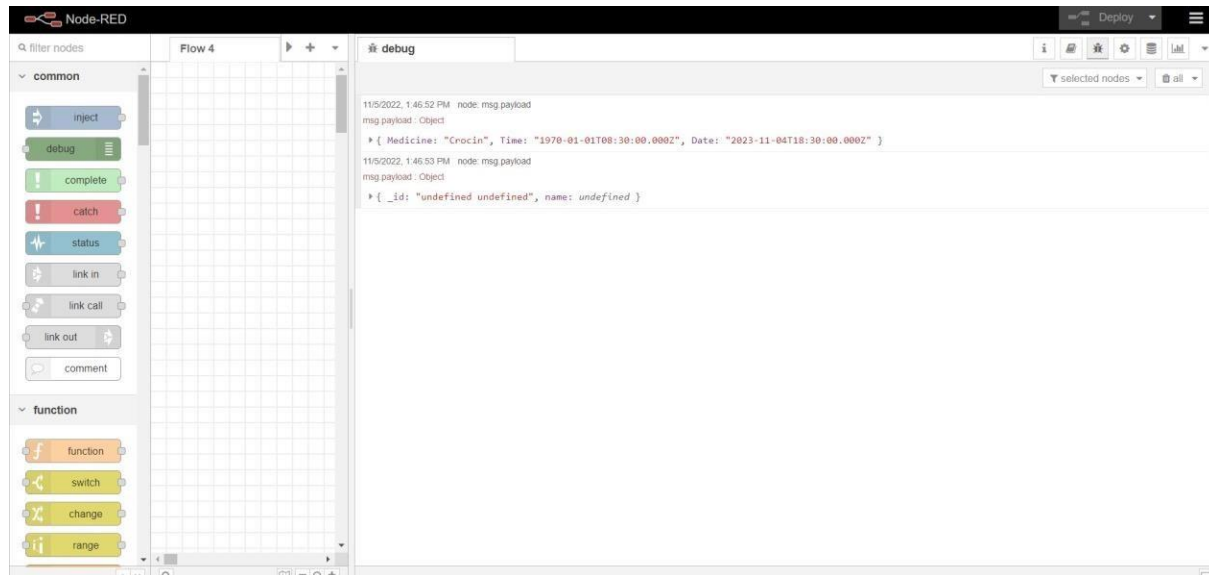 Node-RED
Deploy
filter nodes
Flow 4
debug
i
common
selected nodes
all
inject
debug
complete
catch
status
link in
link call
link out
comment
function
function
switch
change
range
11/5/2022, 1:46:52 PM node: msg.payload
msg.payload : Object
{ Medicine: "Crocin", Time: "1970-01-01T08:30:00.000Z", Date: "2023-11-04T18:30:00.000Z" }
11/5/2022, 1:46:53 PM node: msg.payload
msg.payload : Object
{ _id: "undefined undefined", name: undefined }